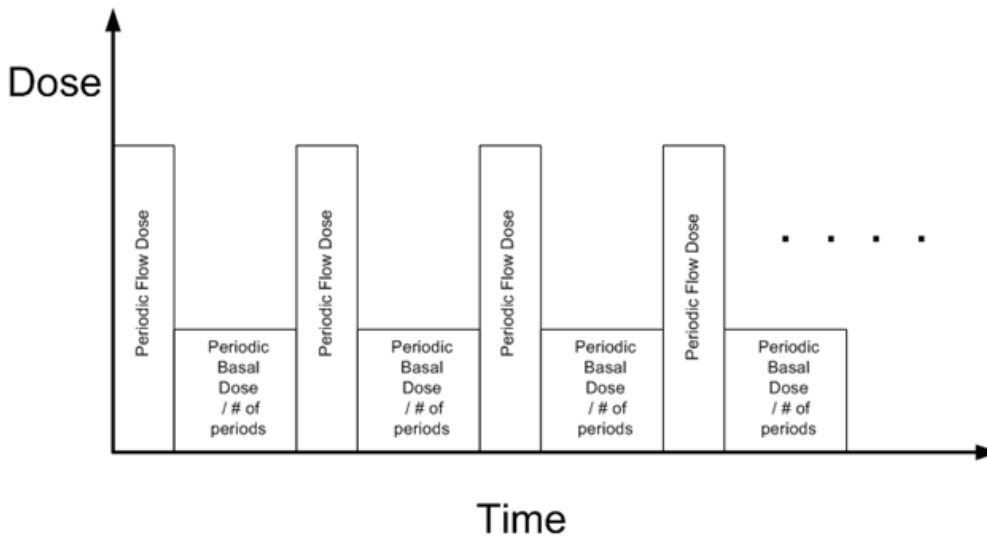 Dose
Periodic Flow Dose
Periodic
Basal
Dose
/ # of
periods
Periodic Flow Dose
Periodic
Basal
Dose
/ # of
periods
Periodic Flow Dose
Periodic
Basal
Dose
/ # of
periods
Periodic Flow Dose
Periodic
Basal
Dose
/ # of
periods
. . . .
Time